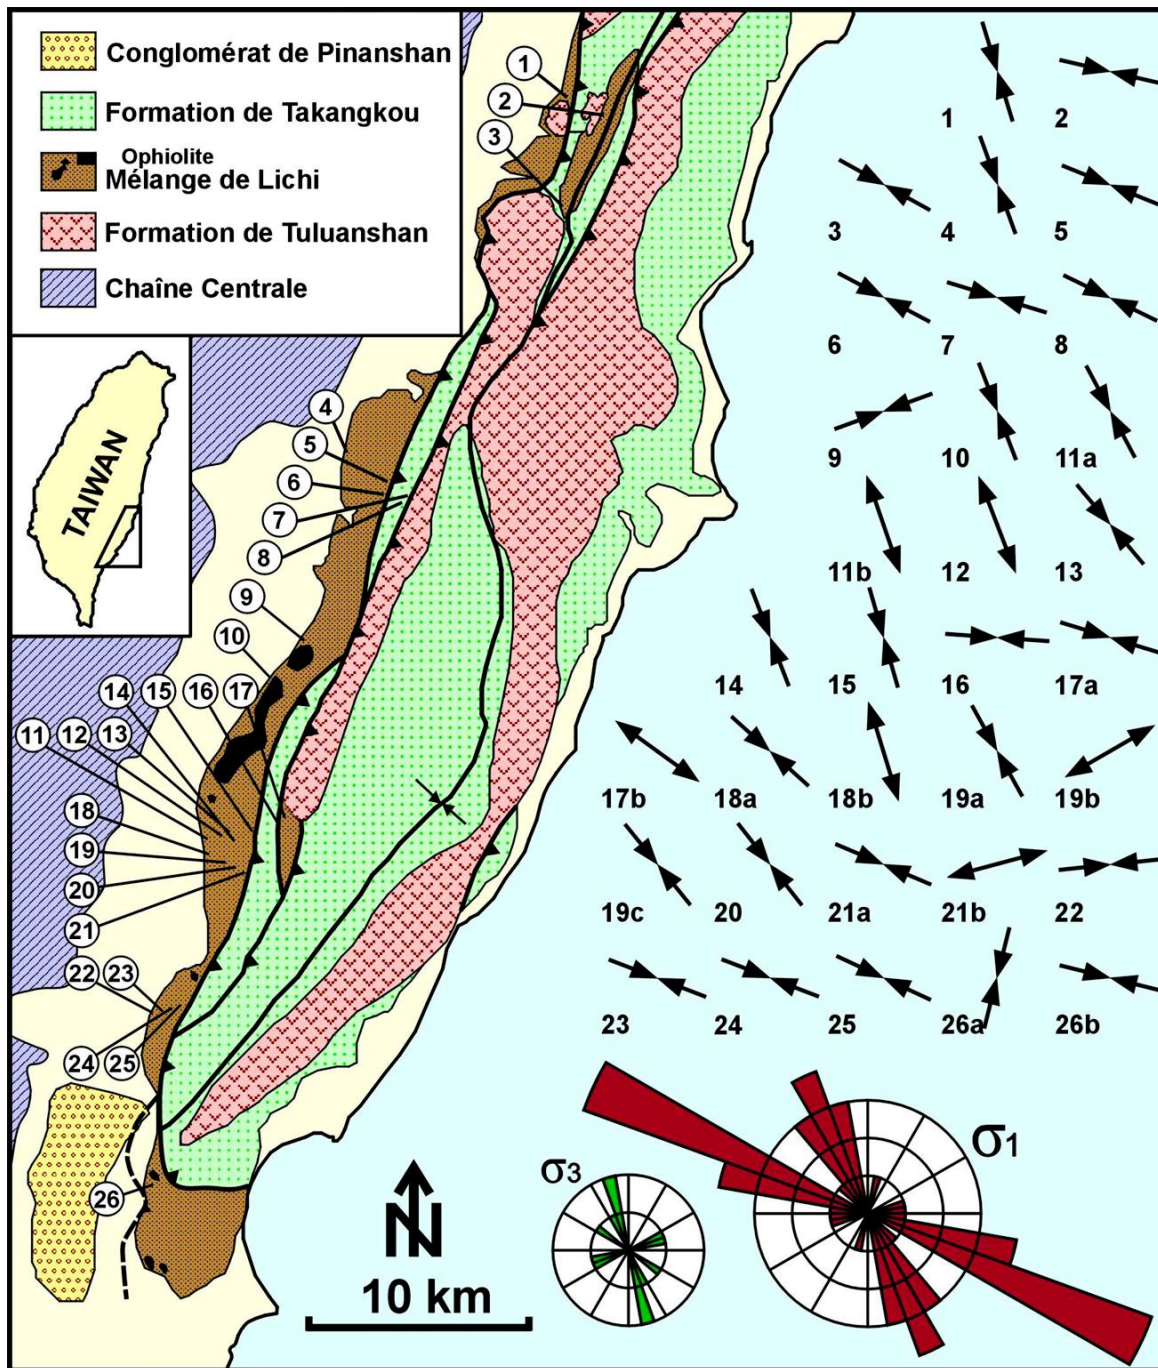 Conglomérat de Pinanshan
Formation de Takangkou
Ophiolite
Mélange de Lichi
Formation de Tuluanshan
Chaîne Centrale
TAIWAN
1
2
3
4
5
6
7
8
9
10
14 15 16 17
11 12 13
18
19
20
21
22 23
24 25
26
1 2
3 4 5
6 7 8
9 10 11a
11b 12 13
14 15 16 17a
17b 18a 18b 19a 19b
19c 20 21a 21b 22
23 24 25 26a 26b
σ3
σ1
N
10 km